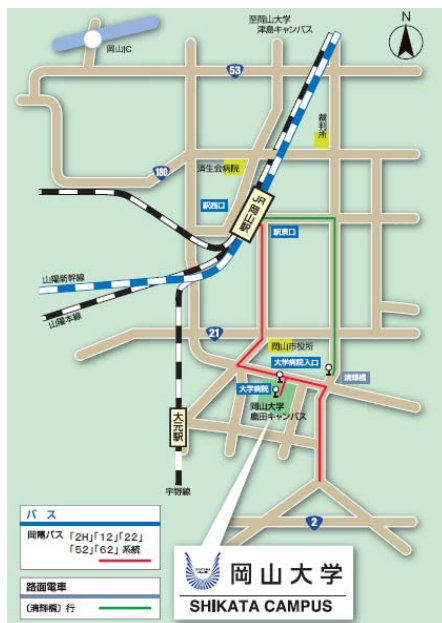 至岡山大学
津島キャンパス
N
岡山IC
53
裁判所
済生会病院
180
駅西口
JR岡山駅
駅東口
山陽新幹線
山陽本線
21
岡山市役所
大学病院入口
清輝橋
大学病院
岡山大学
鹿田キャンパス
大元駅
宇野線
2
バス
岡電バス 「2H」「12」「22」
「52」「62」系統
路面電車
〔清輝橋〕行
岡山大学
SHIKATA CAMPUS